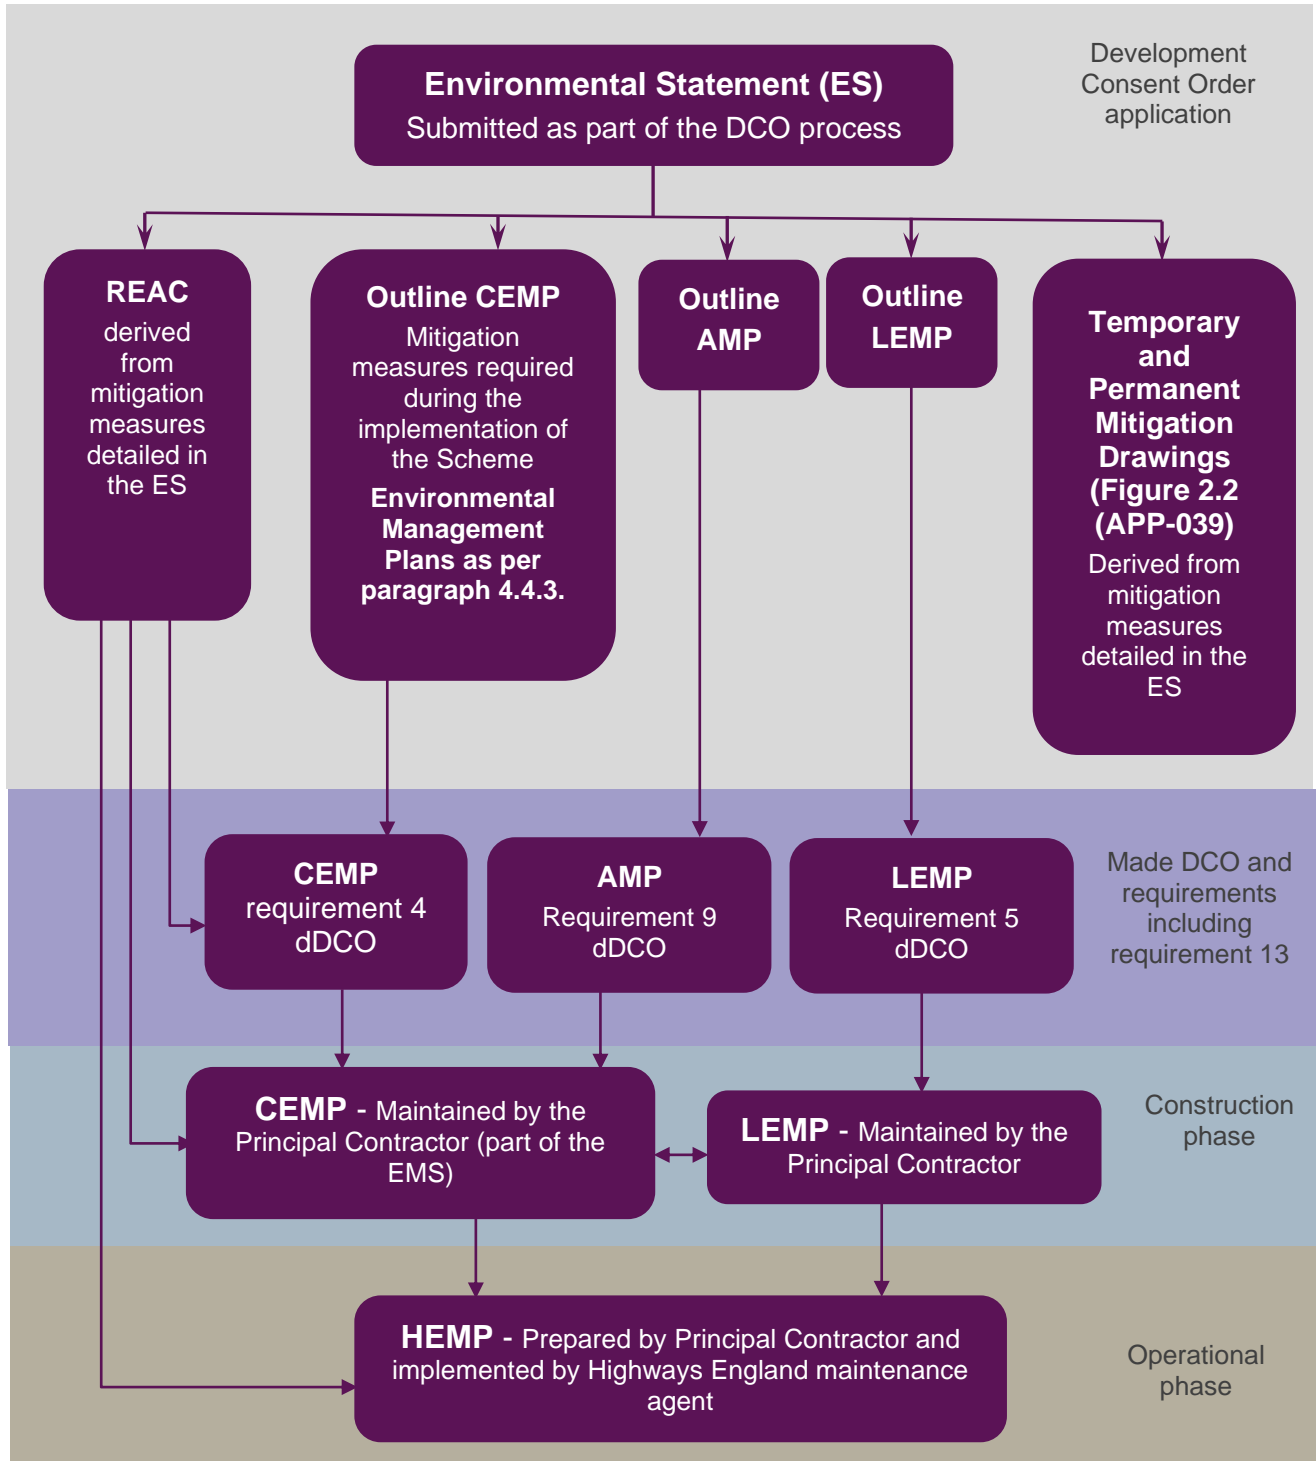 Environmental Statement (ES)
Submitted as part of the DCO process
Development
Consent Order
application
REAC
derived
from
mitigation
measures
detailed in
the ES
Outline CEMP
Mitigation
measures required
during the
implementation of
the Scheme
Environmental
Management
Plans as per
paragraph 4.4.3.
Outline
AMP
Outline
LEMP
Temporary
and
Permanent
Mitigation
Drawings
(Figure 2.2
(APP-039)
Derived from
mitigation
measures
detailed in the
ES
CEMP
requirement 4
dDCO
AMP
Requirement 9
dDCO
LEMP
Requirement 5
dDCO
Made DCO and
requirements
including
requirement 13
CEMP - Maintained by the
Principal Contractor (part of the
EMS)
LEMP - Maintained by the
Principal Contractor
Construction
phase
HEMP - Prepared by Principal Contractor and
implemented by Highways England maintenance
agent
Operational
phase